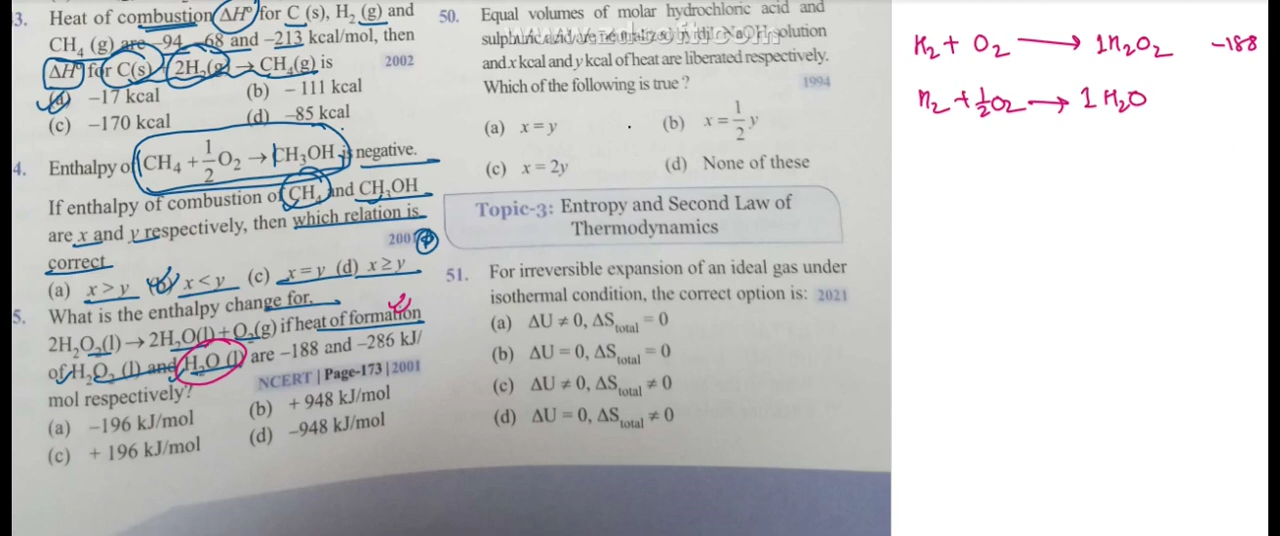 3. Heat of combustion ΔH° for C (s), H₂ (g) and
CH₄ (g) are –94, –68 and –213 kcal/mol, then
ΔH° for C(s) + 2H₂(g) → CH₄(g) is 2002
(a) –17 kcal (b) – 111 kcal
(c) –170 kcal (d) –85 kcal
4. Enthalpy of CH₄ + 1/2 O₂ → CH₃OH is negative.
If enthalpy of combustion of CH₄ and CH₃OH
are x and y respectively, then which relation is
correct 2001
(a) x > y (b) x < y (c) x = y (d) x ≥ y
5. What is the enthalpy change for,
2H₂O₂(l) → 2H₂O(l) + O₂(g) if heat of formation
of H₂O₂ (l) and H₂O (l) are –188 and –286 kJ/
mol respectively? NCERT | Page-173 | 2001
(a) –196 kJ/mol (b) + 948 kJ/mol
(c) + 196 kJ/mol (d) –948 kJ/mol
50. Equal volumes of molar hydrochloric acid and
sulphuric acid are neutralized by dil. NaOH solution
and x kcal and y kcal of heat are liberated respectively.
Which of the following is true ? 1994
(a) x = y (b) x = 1/2 y
(c) x = 2y (d) None of these
Topic-3: Entropy and Second Law of
Thermodynamics
51. For irreversible expansion of an ideal gas under
isothermal condition, the correct option is: 2021
(a) ΔU ≠ 0, ΔS total = 0
(b) ΔU = 0, ΔS total = 0
(c) ΔU ≠ 0, ΔS total ≠ 0
(d) ΔU = 0, ΔS total ≠ 0
H₂ + O₂ → 1H₂O₂ –188
H₂ + 1/2 O₂ → 1 H₂O